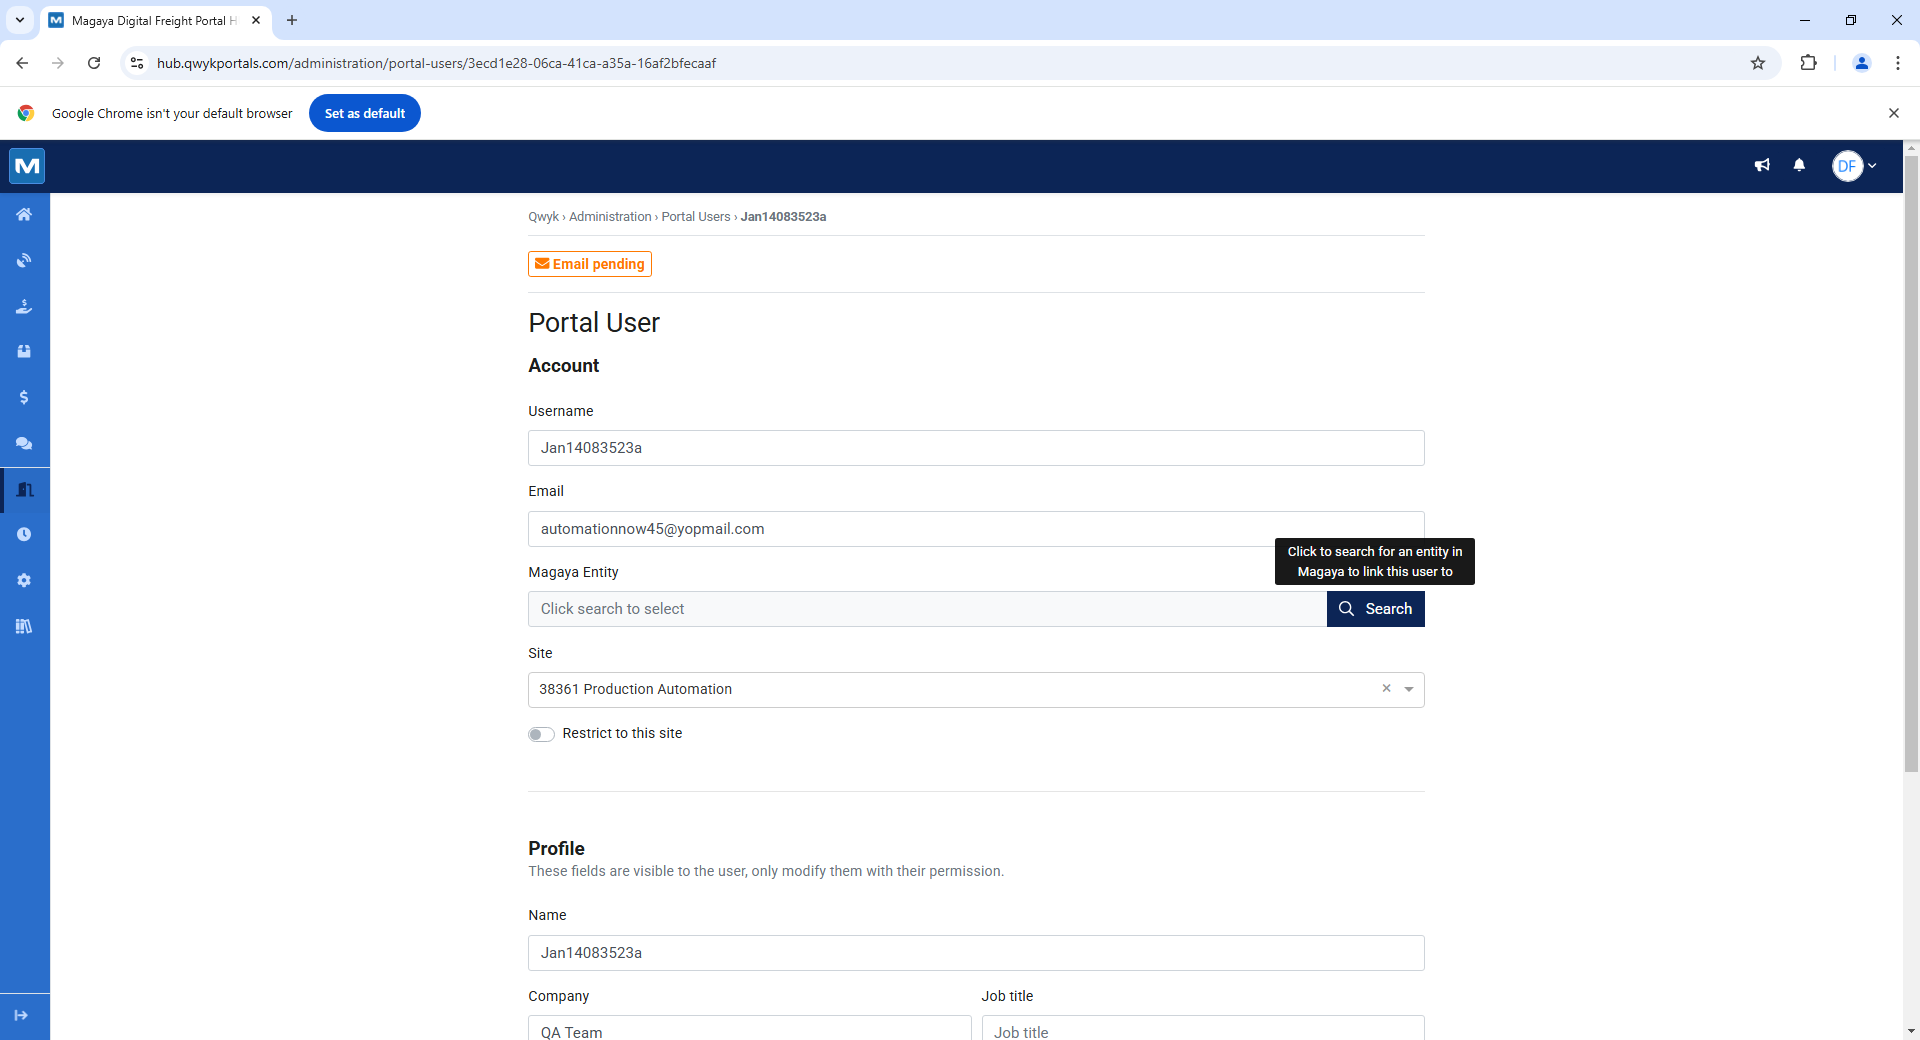 Magaya Digital Freight Portal H
hub.qwykportals.com/administration/portal-users/3ecd1e28-06ca-41ca-a35a-16af2bfecaaf
Google Chrome isn't your default browser
Set as default
DF
Qwyk › Administration › Portal Users › Jan14083523a
Email pending
Portal User
Account
Username
Jan14083523a
Email
automationnow45@yopmail.com
Click to search for an entity in
Magaya to link this user to
Magaya Entity
Click search to select
Search
Site
38361 Production Automation
Restrict to this site
Profile
These fields are visible to the user, only modify them with their permission.
Name
Jan14083523a
Company
Job title
QA Team
Job title